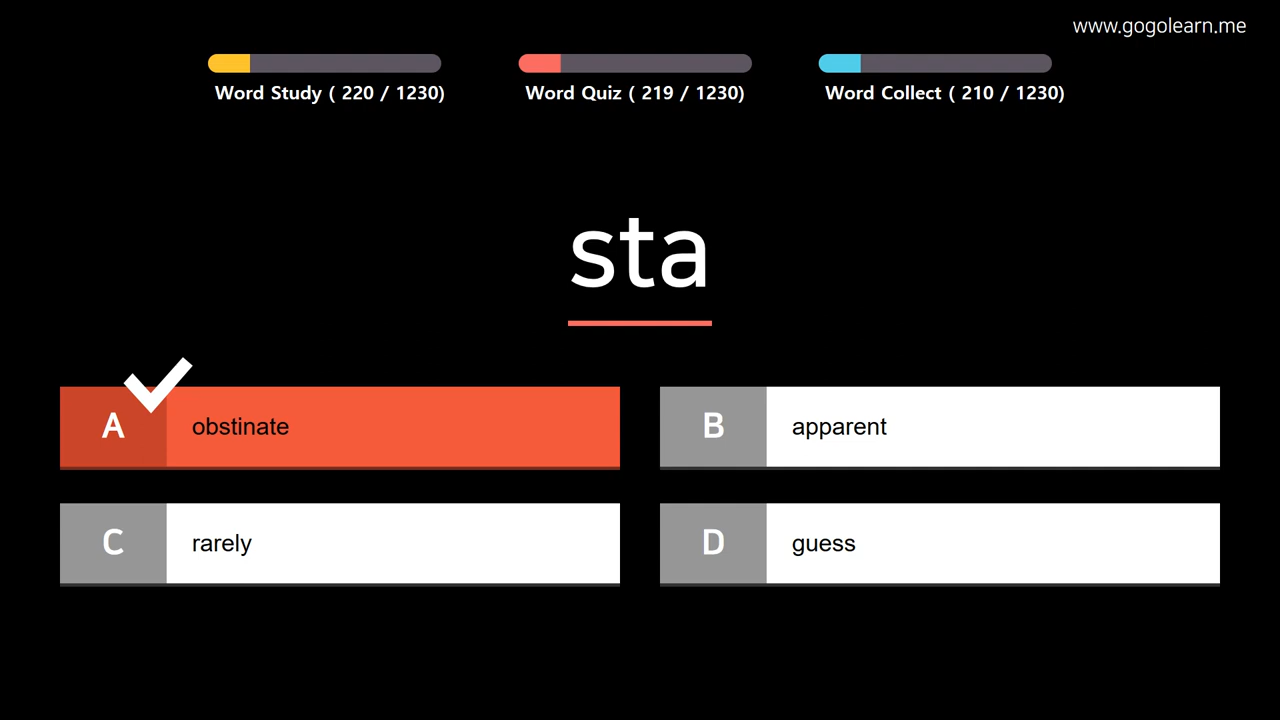 www.gogolearn.me
Word Study ( 220 / 1230)
Word Quiz ( 219 / 1230)
Word Collect ( 210 / 1230)
sta
A obstinate
B apparent
C rarely
D guess